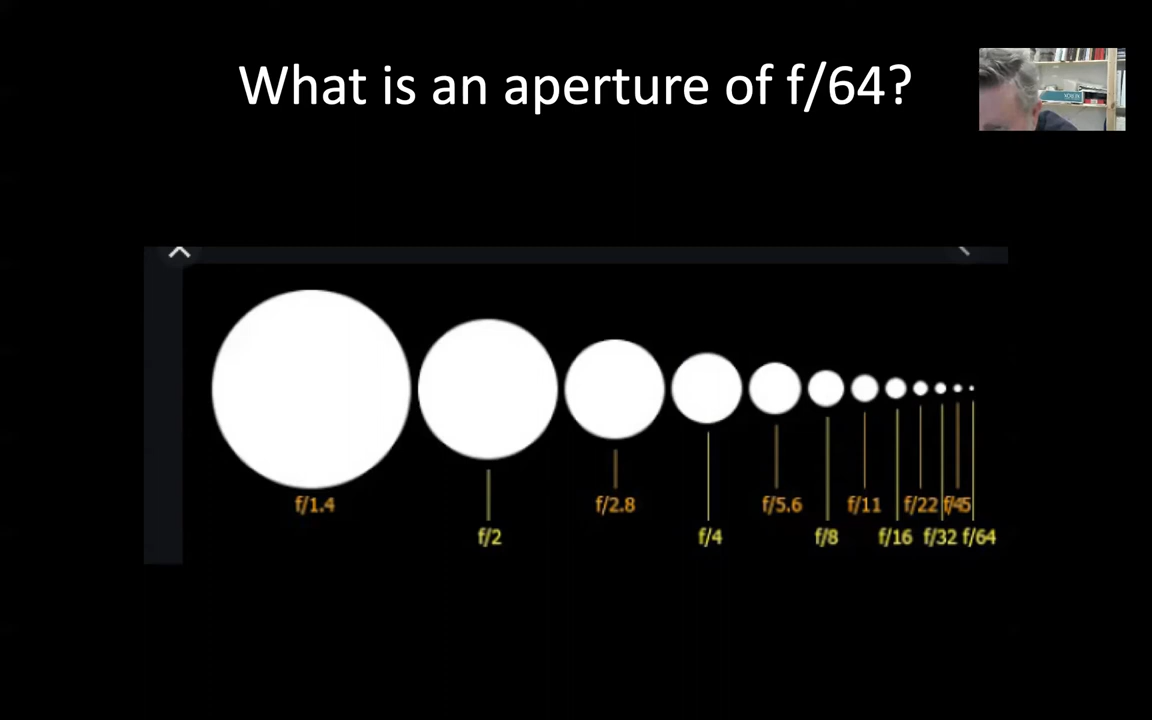 What is an aperture of f/64?
f/1.4 f/2.8 f/5.6 f/11 f/22 f/45
f/2 f/4 f/8 f/16 f/32 f/64